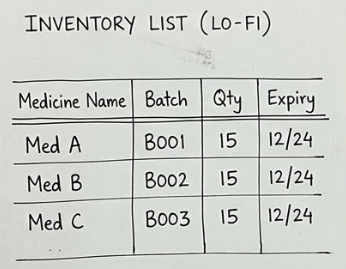 INVENTORY LIST (LO-FI)
Medicine Name Batch Qty Expiry
Med A B001 15 12/24
Med B B002 15 12/24
Med C B003 15 12/24
. .